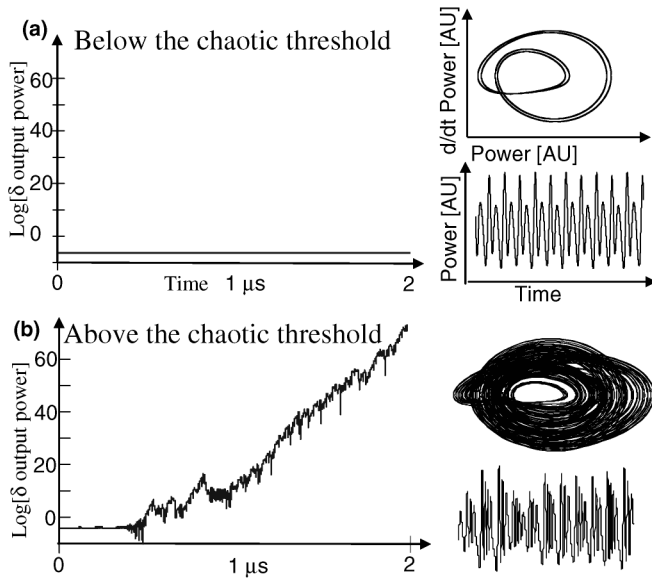 (a) Below the chaotic threshold
Log[δ output power]
60
40
20
0
0
Time
1 μs
2
d/dt Power [AU]
Power [AU]
Power [AU]
Time
(b) Above the chaotic threshold
Log[δ output power]
60
40
20
0
0
1 μs
2